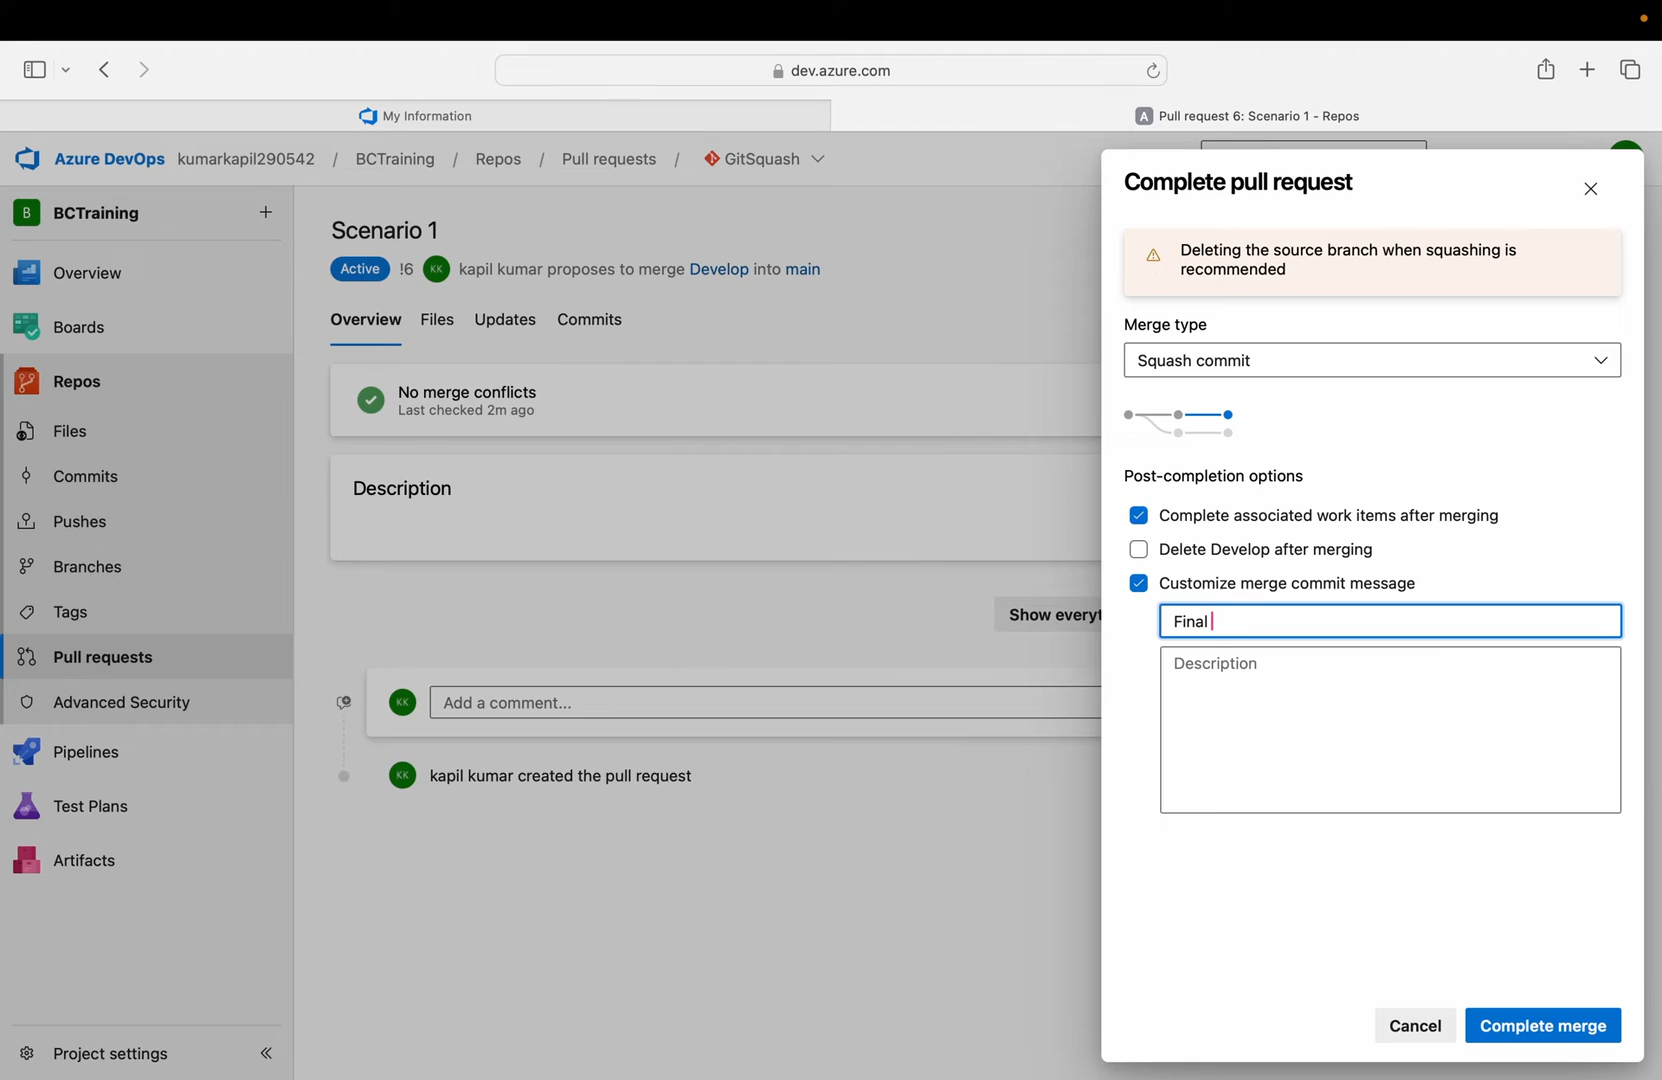 dev.azure.com
My Information
A Pull request 6: Scenario 1 - Repos
Azure DevOps kumarkapil290542 / BCTraining / Repos / Pull requests / GitSquash
B BCTraining
Overview
Boards
Repos
Files
Commits
Pushes
Branches
Tags
Pull requests
Advanced Security
Pipelines
Test Plans
Artifacts
Project settings
Scenario 1
Active !6 KK kapil kumar proposes to merge Develop into main
Overview Files Updates Commits
No merge conflicts
Last checked 2m ago
Description
Show everyt
KK Add a comment...
KK kapil kumar created the pull request
Complete pull request
Deleting the source branch when squashing is
recommended
Merge type
Squash commit
Post-completion options
Complete associated work items after merging
Delete Develop after merging
Customize merge commit message
Final
Description
Cancel Complete merge